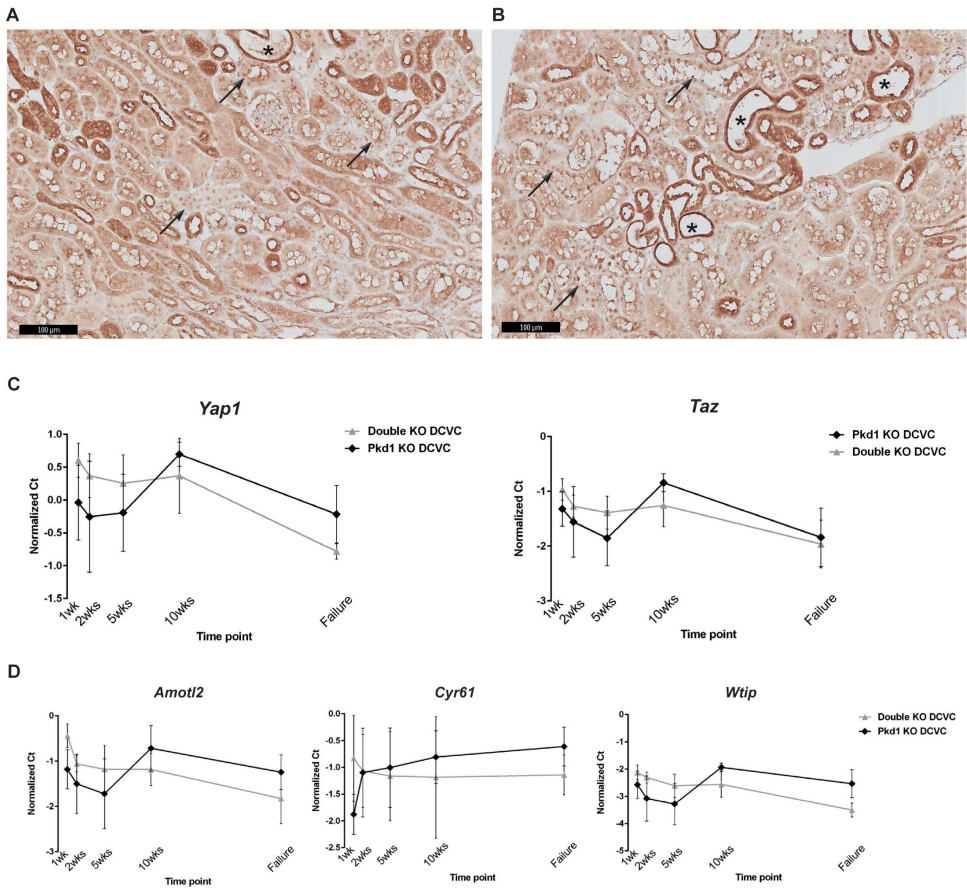 A
B
*
*
*
*
100 µm
100 µm
C
Yap1
Double KO DCVC
Pkd1 KO DCVC
Normalized Ct
1.0
0.5
0.0
-0.5
-1.0
-1.5
1wk
2wks
5wks
10wks
Failure
Time point
Taz
Pkd1 KO DCVC
Double KO DCVC
Normalized Ct
0
-1
-2
-3
1wk
2wks
5wks
10wks
Failure
Time point
D
Amotl2
Normalized Ct
0
-1
-2
-3
1wk
2wks
5wks
10wks
Failure
Time point
Cyr61
Normalized Ct
0.0
-0.5
-1.0
-1.5
-2.0
-2.5
1wk
2wks
5wks
10wks
Failure
Time point
Wtip
Double KO DCVC
Pkd1 KO DCVC
Normalized Ct
0
-1
-2
-3
-4
-5
1wk
2wks
5wks
10wks
Failure
Time point